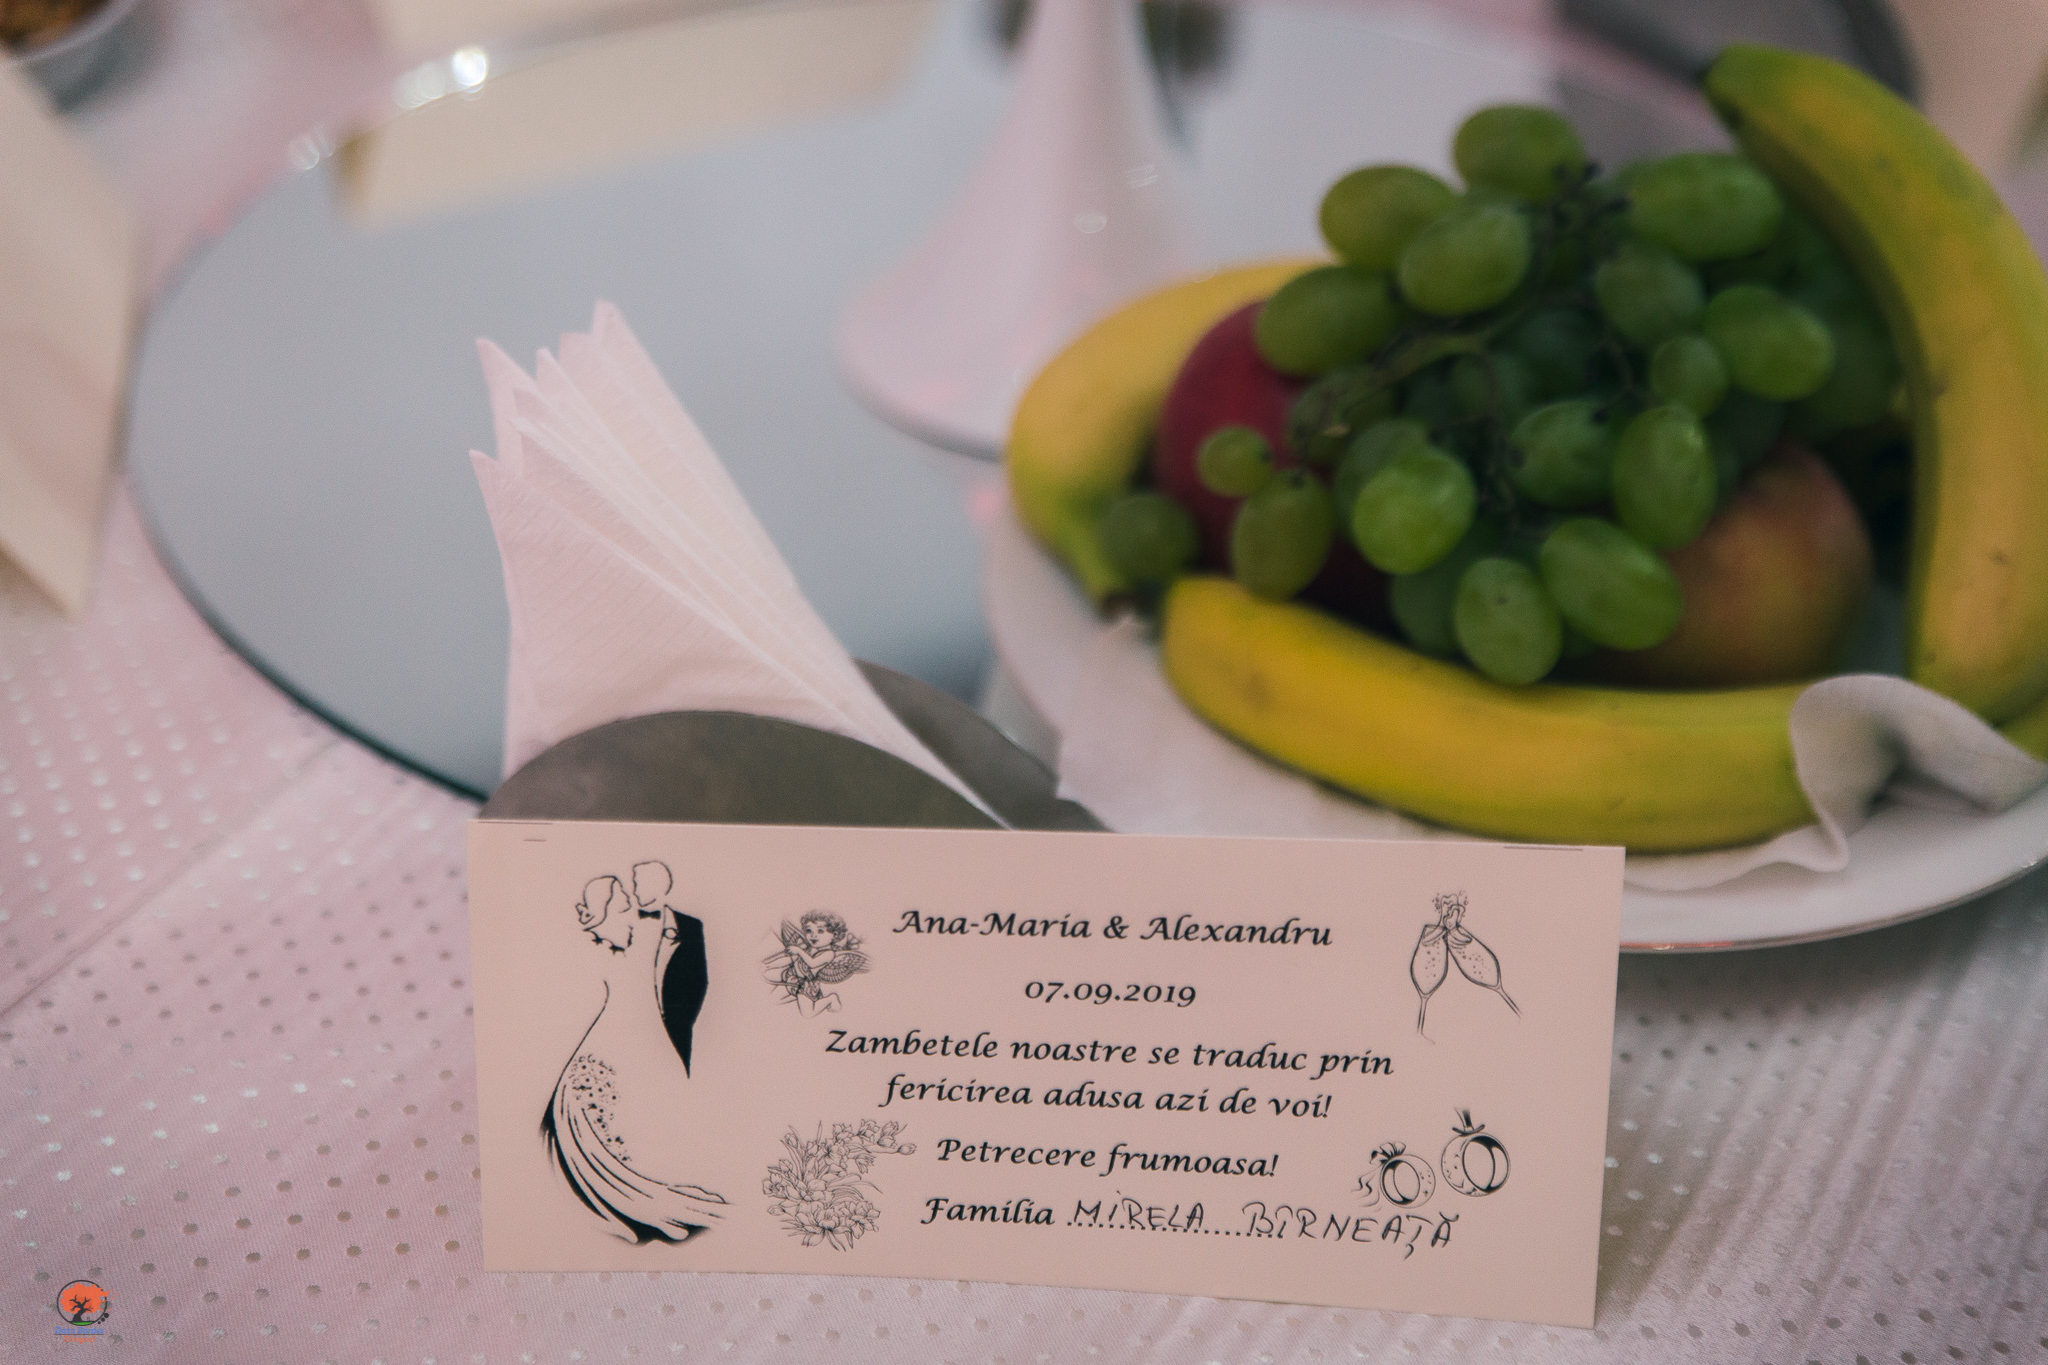 Ana-Maria & Alexandru
07.09.2019
Zambetele noastre se traduc prin
fericirea adusa azi de voi!
Petrecere frumoasa!
Familia MIRELA BÎRNEAȚĂ